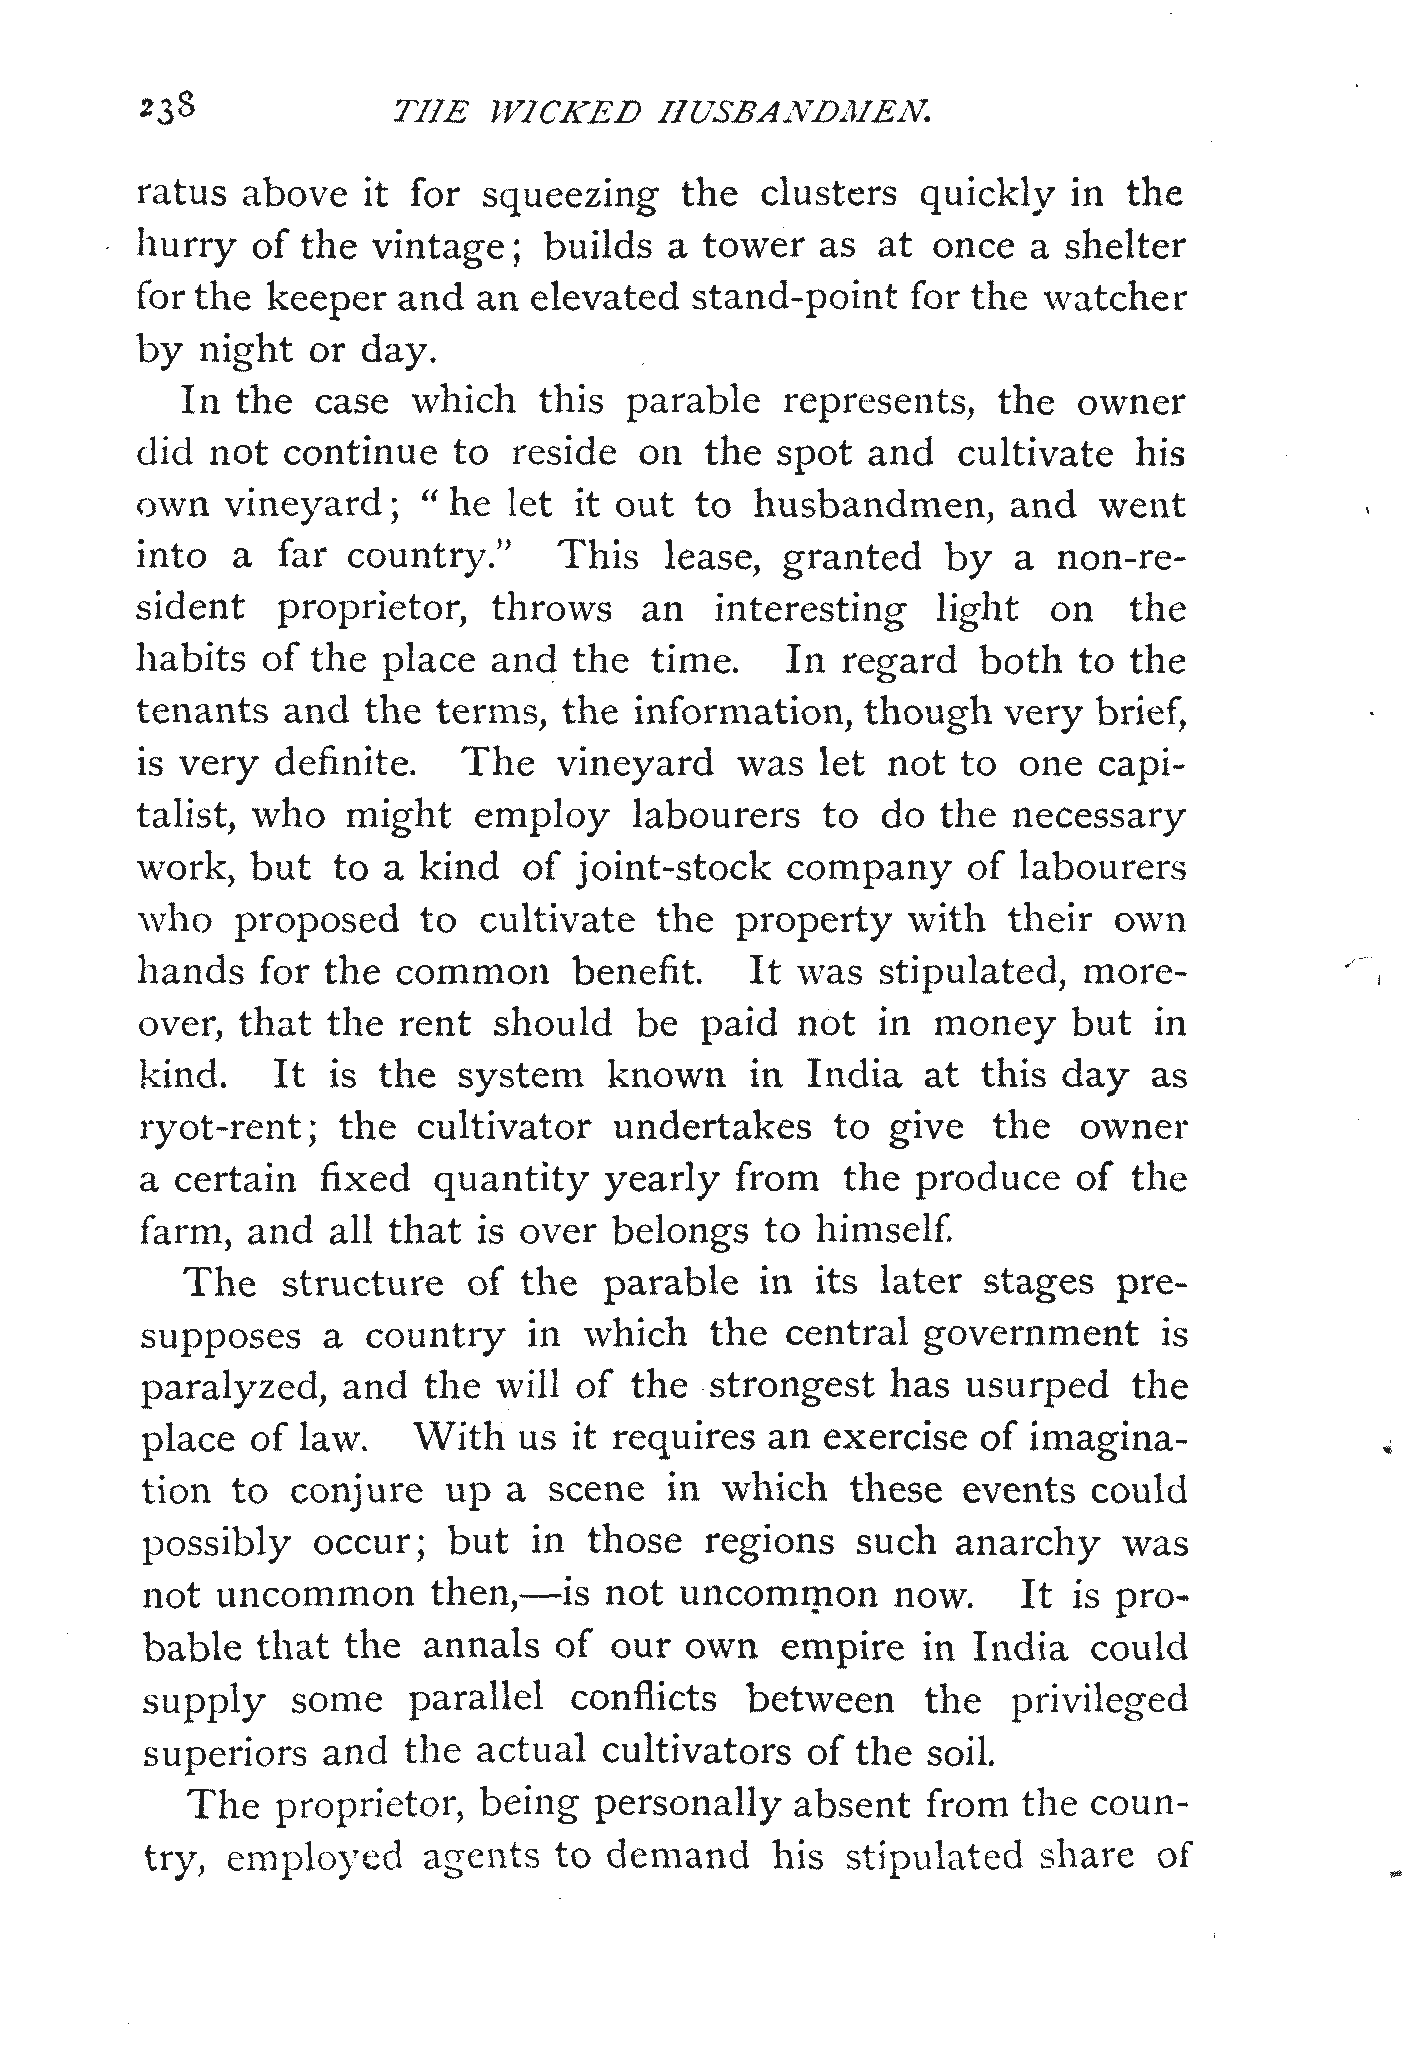 238 THE WICKED HUSBANDMEN.
ratus above it for squeezing the clusters quickly in the
hurry of the vintage; builds a tower as at once a shelter
for the keeper and an elevated stand-point for the watcher
by night or day.
In the case which this parable represents, the owner
did not continue to reside on the spot and cultivate his
own vineyard; “he let it out to husbandmen, and went
into a far country.” This lease, granted by a non-re-
sident proprietor, throws an interesting light on the
habits of the place and the time. In regard both to the
tenants and the terms, the information, though very brief,
is very definite. The vineyard was let not to one capi-
talist, who might employ labourers to do the necessary
work, but to a kind of joint-stock company of labourers
who proposed to cultivate the property with their own
hands for the common benefit. It was stipulated, more-
over, that the rent should be paid not in money but in
kind. It is the system known in India at this day as
ryot-rent; the cultivator undertakes to give the owner
a certain fixed quantity yearly from the produce of the
farm, and all that is over belongs to himself.
The structure of the parable in its later stages pre-
supposes a country in which the central government is
paralyzed, and the will of the strongest has usurped the
place of law. With us it requires an exercise of imagina-
tion to conjure up a scene in which these events could
possibly occur; but in those regions such anarchy was
not uncommon then,—is not uncommon now. It is pro-
bable that the annals of our own empire in India could
supply some parallel conflicts between the privileged
superiors and the actual cultivators of the soil.
The proprietor, being personally absent from the coun-
try, employed agents to demand his stipulated share of